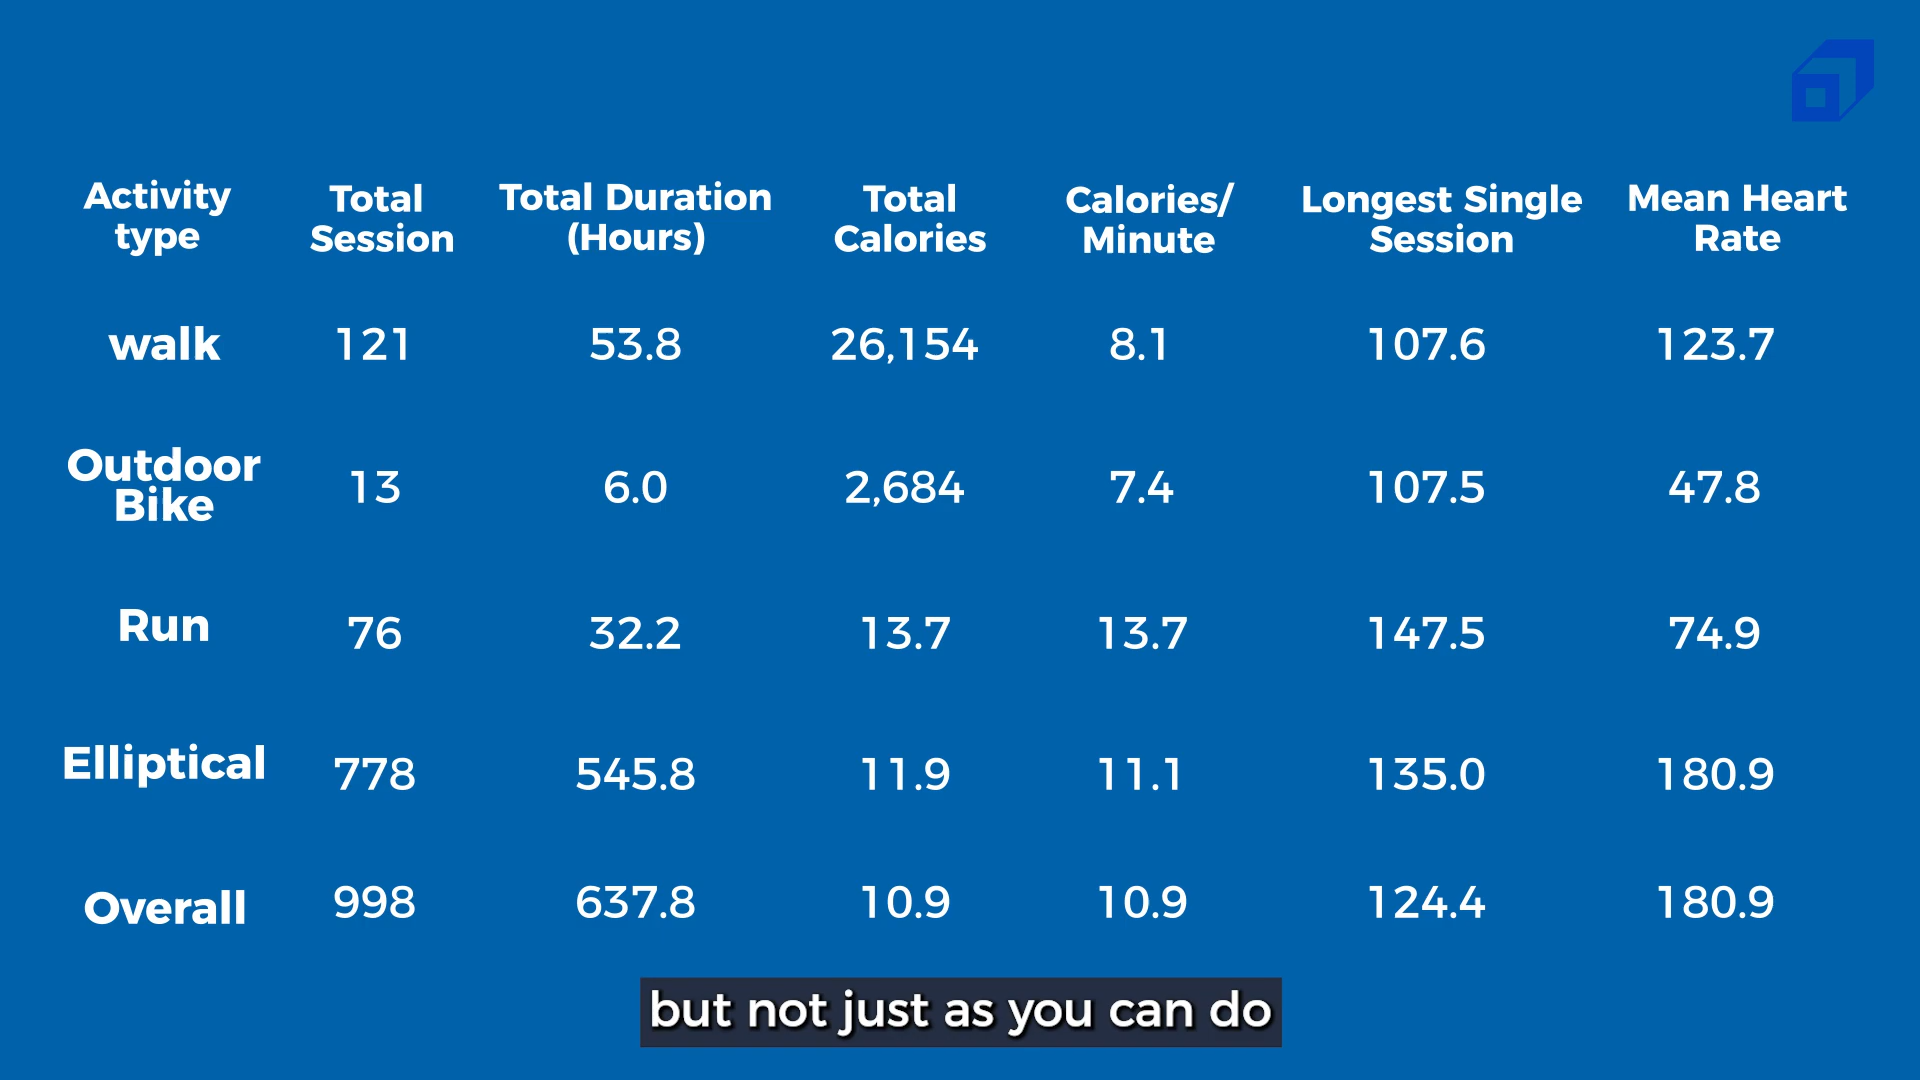 Activity type
Total Session
Total Duration (Hours)
Total Calories
Calories/ Minute
Longest Single Session
Mean Heart Rate
walk 121 53.8 26,154 8.1 107.6 123.7
Outdoor Bike 13 6.0 2,684 7.4 107.5 47.8
Run 76 32.2 13.7 13.7 147.5 74.9
Elliptical 778 545.8 11.9 11.1 135.0 180.9
Overall 998 637.8 10.9 10.9 124.4 180.9
but not just as you can do